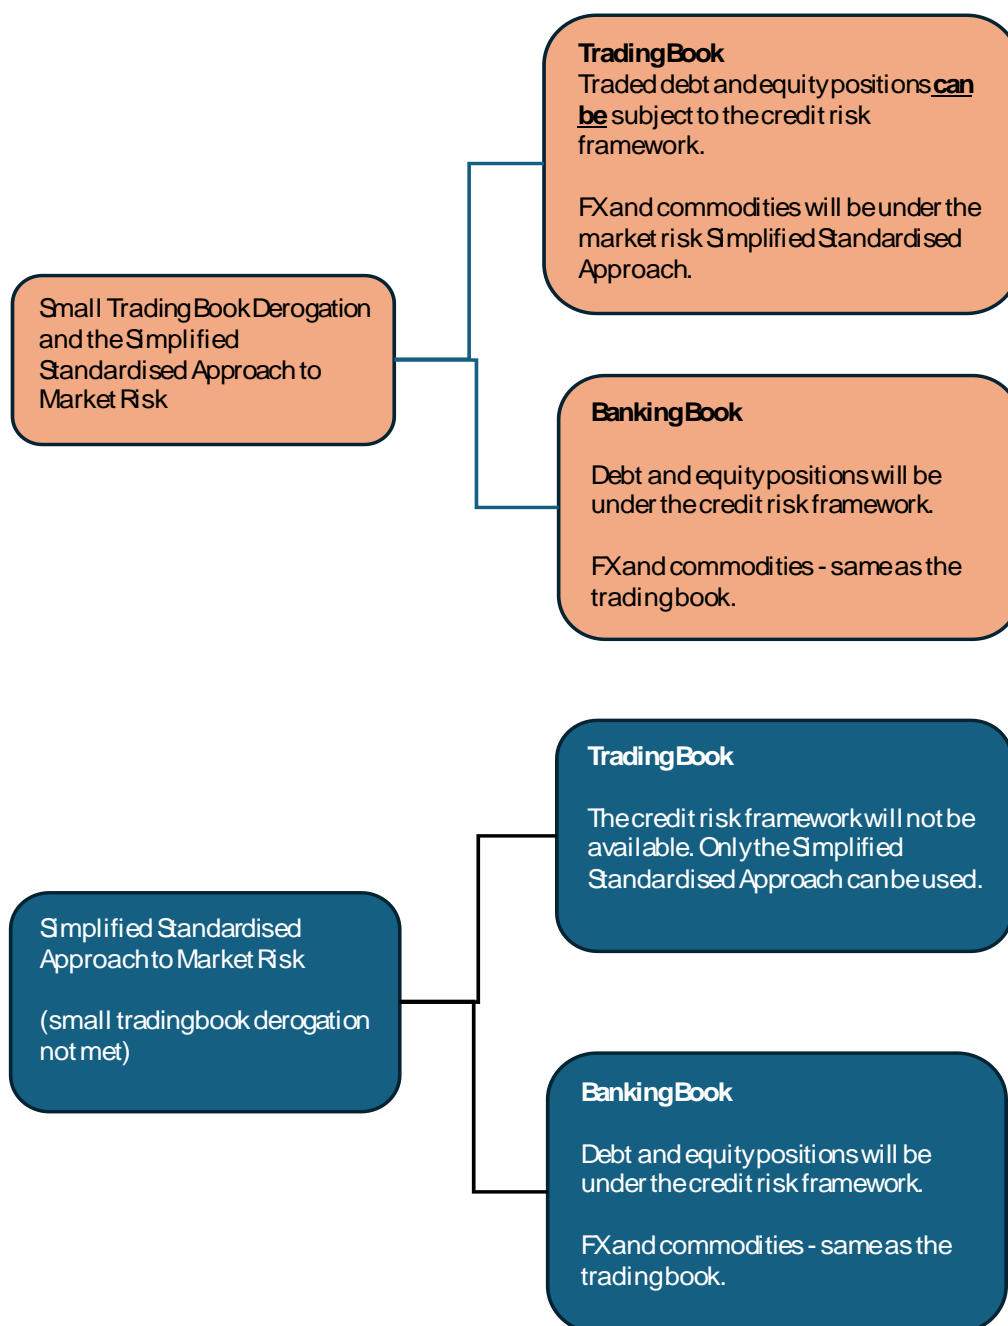 Trading Book
Traded debt and equity positions can
be subject to the credit risk
framework.
FX and commodities will be under the
market risk Simplified Standardised
Approach.
Small Trading Book Derogation
and the Simplified
Standardised Approach to
Market Risk
Banking Book
Debt and equity positions will be
under the credit risk framework.
FX and commodities - same as the
trading book.
Trading Book
The credit risk framework will not be
available. Only the Simplified
Standardised Approach can be used.
Simplified Standardised
Approach to Market Risk
(small trading book derogation
not met)
Banking Book
Debt and equity positions will be
under the credit risk framework.
FX and commodities - same as the
trading book.